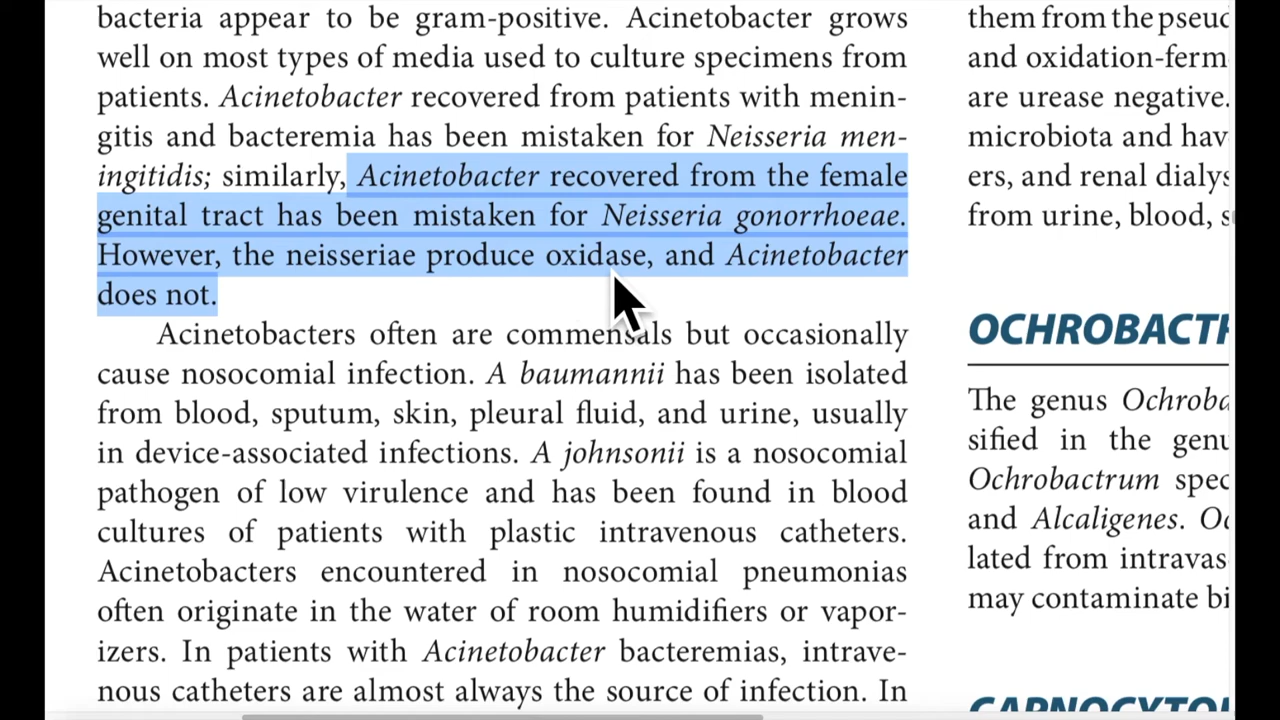 bacteria appear to be gram-positive. Acinetobacter grows
well on most types of media used to culture specimens from
patients. Acinetobacter recovered from patients with menin-
gitis and bacteremia has been mistaken for Neisseria men-
ingitidis; similarly, Acinetobacter recovered from the female
genital tract has been mistaken for Neisseria gonorrhoeae.
However, the neisseriae produce oxidase, and Acinetobacter
does not.
Acinetobacters often are commensals but occasionally
cause nosocomial infection. A baumannii has been isolated
from blood, sputum, skin, pleural fluid, and urine, usually
in device-associated infections. A johnsonii is a nosocomial
pathogen of low virulence and has been found in blood
cultures of patients with plastic intravenous catheters.
Acinetobacters encountered in nosocomial pneumonias
often originate in the water of room humidifiers or vapor-
izers. In patients with Acinetobacter bacteremias, intrave-
nous catheters are almost always the source of infection. In
them from the pseud
and oxidation-ferm
are urease negative.
microbiota and hav
ers, and renal dialys
from urine, blood, s
OCHROBACTR
The genus Ochroba
sified in the genu
Ochrobactrum spec
and Alcaligenes. Oc
lated from intravas
may contaminate bi